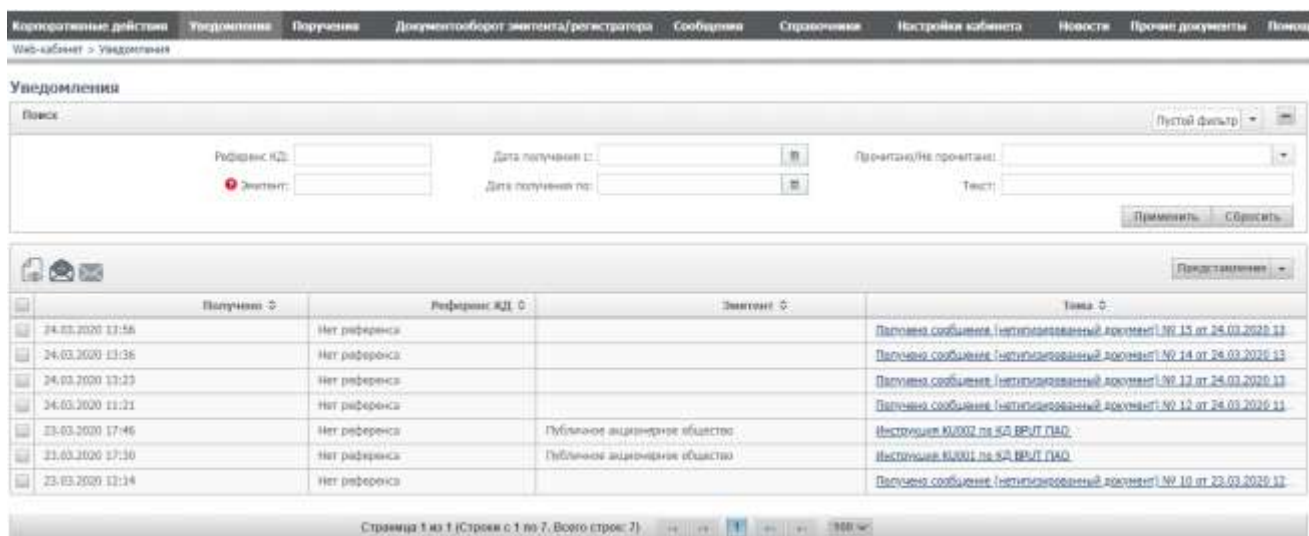 Корпоративные действия Уведомления Поручения Документооборот эмитента/регистратора Сообщения Справочники Настройки кабинета Новости Прочие документы Помощ
Web-кабинет > Уведомления
Уведомления
Поиск Пустой фильтр
Референс КД: Дата получения с: Прочитано/Не прочитано:
Эмитент: Дата получения по: Текст:
Применить Сбросить
Представление
Получено Референс КД Эмитент Тема
24.03.2020 13:56 Нет референса Получено сообщение (нетипизированный документ) № 15 от 24.03.2020 13
24.03.2020 13:36 Нет референса Получено сообщение (нетипизированный документ) № 14 от 24.03.2020 13
24.03.2020 13:23 Нет референса Получено сообщение (нетипизированный документ) № 13 от 24.03.2020 13
24.03.2020 11:21 Нет референса Получено сообщение (нетипизированный документ) № 12 от 24.03.2020 11
23.03.2020 17:46 Нет референса Публичное акционерное общество Инструкция KU002 по КД BPUT ПАО
23.03.2020 17:30 Нет референса Публичное акционерное общество Инструкция KU001 по КД BPUT ПАО
23.03.2020 12:14 Нет референса Получено сообщение (нетипизированный документ) № 10 от 23.03.2020 12
Страница 1 из 1 (Строки с 1 по 7, Всего строк: 7) 1 100